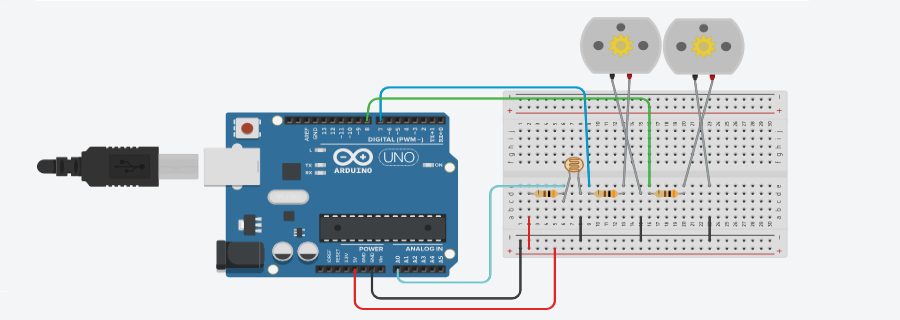 AREF
GND
13
12
~11
~10
~9
8
7
~6
~5
4
~3
2
TX→1
RX←0
DIGITAL (PWM~)
L
TX
RX
UNO
ARDUINO
ON
POWER
ANALOG IN
IOREF
RESET
3.3V
5V
GND
GND
Vin
A0
A1
A2
A3
A4
A5